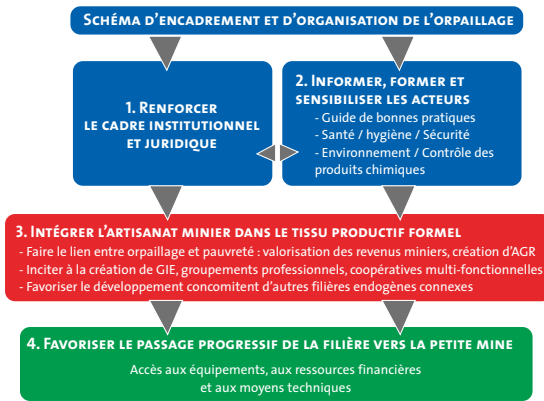 SCHÉMA D'ENCADREMENT ET D'ORGANISATION DE L'ORPAILLAGE
1. RENFORCER
LE CADRE INSTITUTIONNEL
ET JURIDIQUE
2. INFORMER, FORMER ET
SENSIBILISER LES ACTEURS
- Guide de bonnes pratiques
- Santé / hygiène / Sécurité
- Environnement / Contrôle des
produits chimiques
3. INTÉGRER L'ARTISANAT MINIER DANS LE TISSU PRODUCTIF FORMEL
- Faire le lien entre orpaillage et pauvreté : valorisation des revenus miniers, création d'AGR
- Inciter à la création de GIE, groupements professionnels, coopératives multi-fonctionnelles
- Favoriser le développement concomitent d'autres filières endogènes connexes
4. FAVORISER LE PASSAGE PROGRESSIF DE LA FILIÈRE VERS LA PETITE MINE
Accès aux équipements, aux ressources financières
et aux moyens techniques